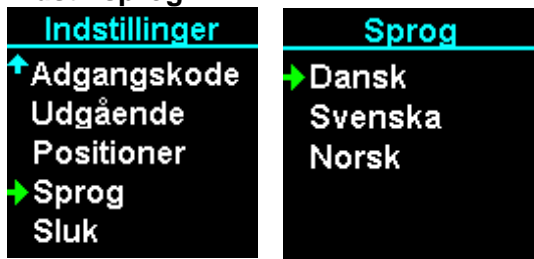 Indstillinger
Adgangskode
Udgående
Positioner
Sprog
Sluk
Sprog
Dansk
Svenska
Norsk